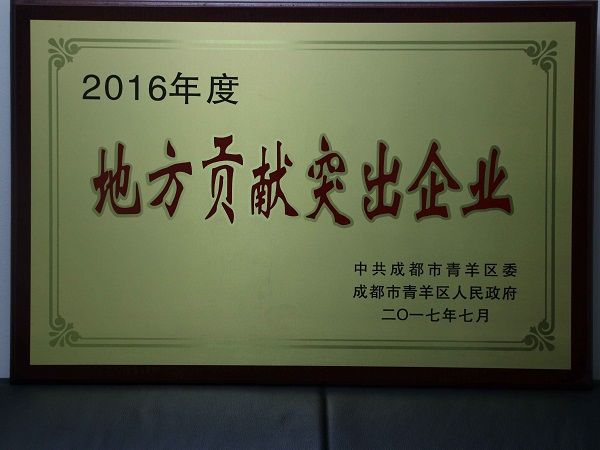 2016年度
地方贡献突出企业
中共成都市青羊区委
成都市青羊区人民政府
二〇一七年七月